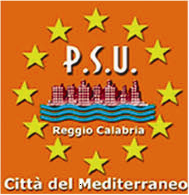 P.S.U.
Reggio Calabria
Città del Mediterraneo